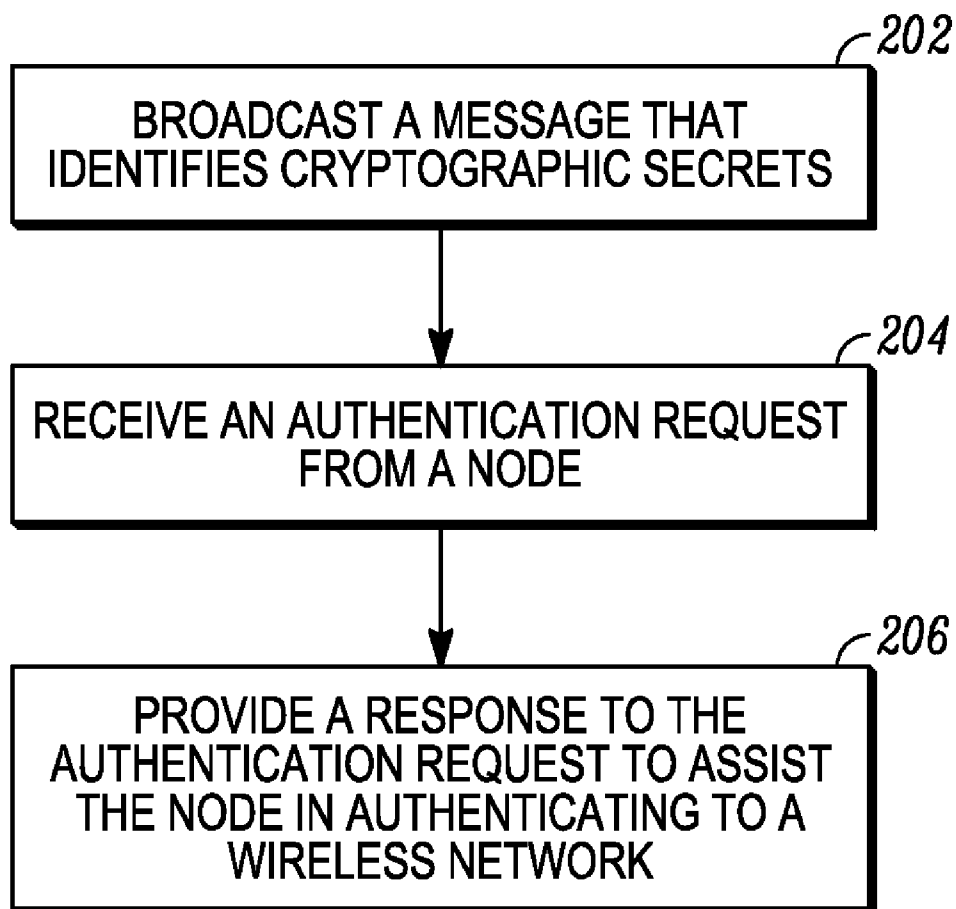 202
BROADCAST A MESSAGE THAT
IDENTIFIES CRYPTOGRAPHIC SECRETS
204
RECEIVE AN AUTHENTICATION REQUEST
FROM A NODE
206
PROVIDE A RESPONSE TO THE
AUTHENTICATION REQUEST TO ASSIST
THE NODE IN AUTHENTICATING TO A
WIRELESS NETWORK